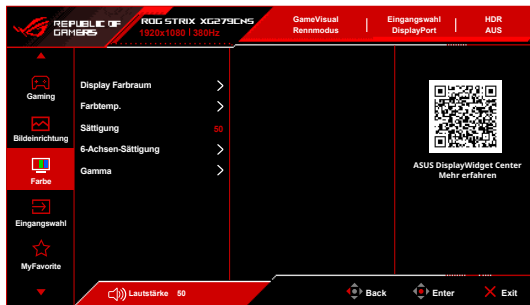 REPUBLIC OF
GAMERS
ROG STRIX XG279CNS
1920x1080 | 380Hz
GameVisual
Rennmodus
Eingangswahl
DisplayPort
HDR
AUS
Gaming
Bildeinrichtung
Farbe
Eingangswahl
MyFavorite
Display Farbraum
Farbtemp.
Sättigung 50
6-Achsen-Sättigung
Gamma
ASUS DisplayWidget Center
Mehr erfahren
Lautstärke 50
Back
Enter
Exit